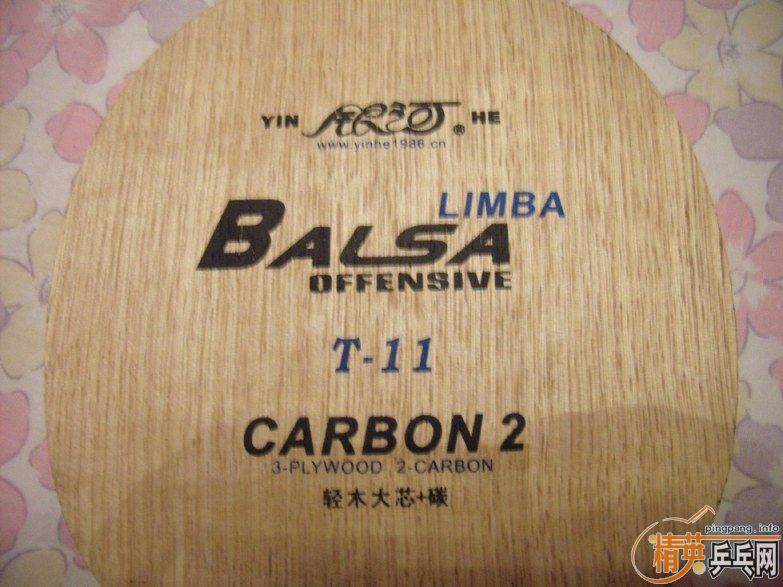 YIN 银河® HE
www.yinhe1986.cn
LIMBA
BALSA
OFFENSIVE
T-11
CARBON 2
3-PLYWOOD 2-CARBON
轻木大芯+碳
pingpang.info
精英乒乓网